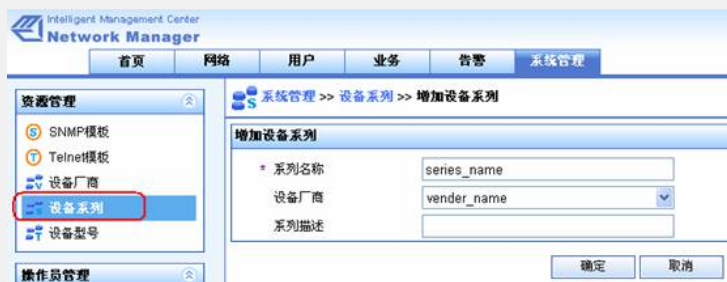 Intelligent Management Center
Network Manager
首页 网络 用户 业务 告警 系统管理
资源管理
SNMP模板
Telnet模板
设备厂商
设备系列
设备型号
操作员管理
系统管理 >> 设备系列 >> 增加设备系列
增加设备系列
* 系列名称 series_name
设备厂商 vender_name
系列描述
确定 取消